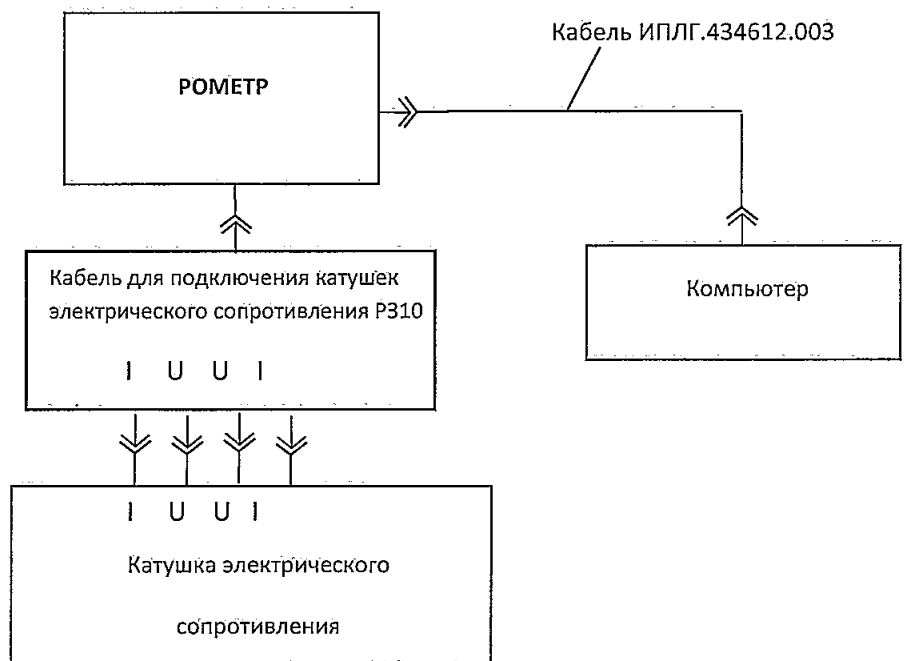 Кабель ИПЛГ.434612.003
РОМЕТР
Кабель для подключения катушек
электрического сопротивления Р310
I U U I
Компьютер
I U U I
Катушка электрического
сопротивления